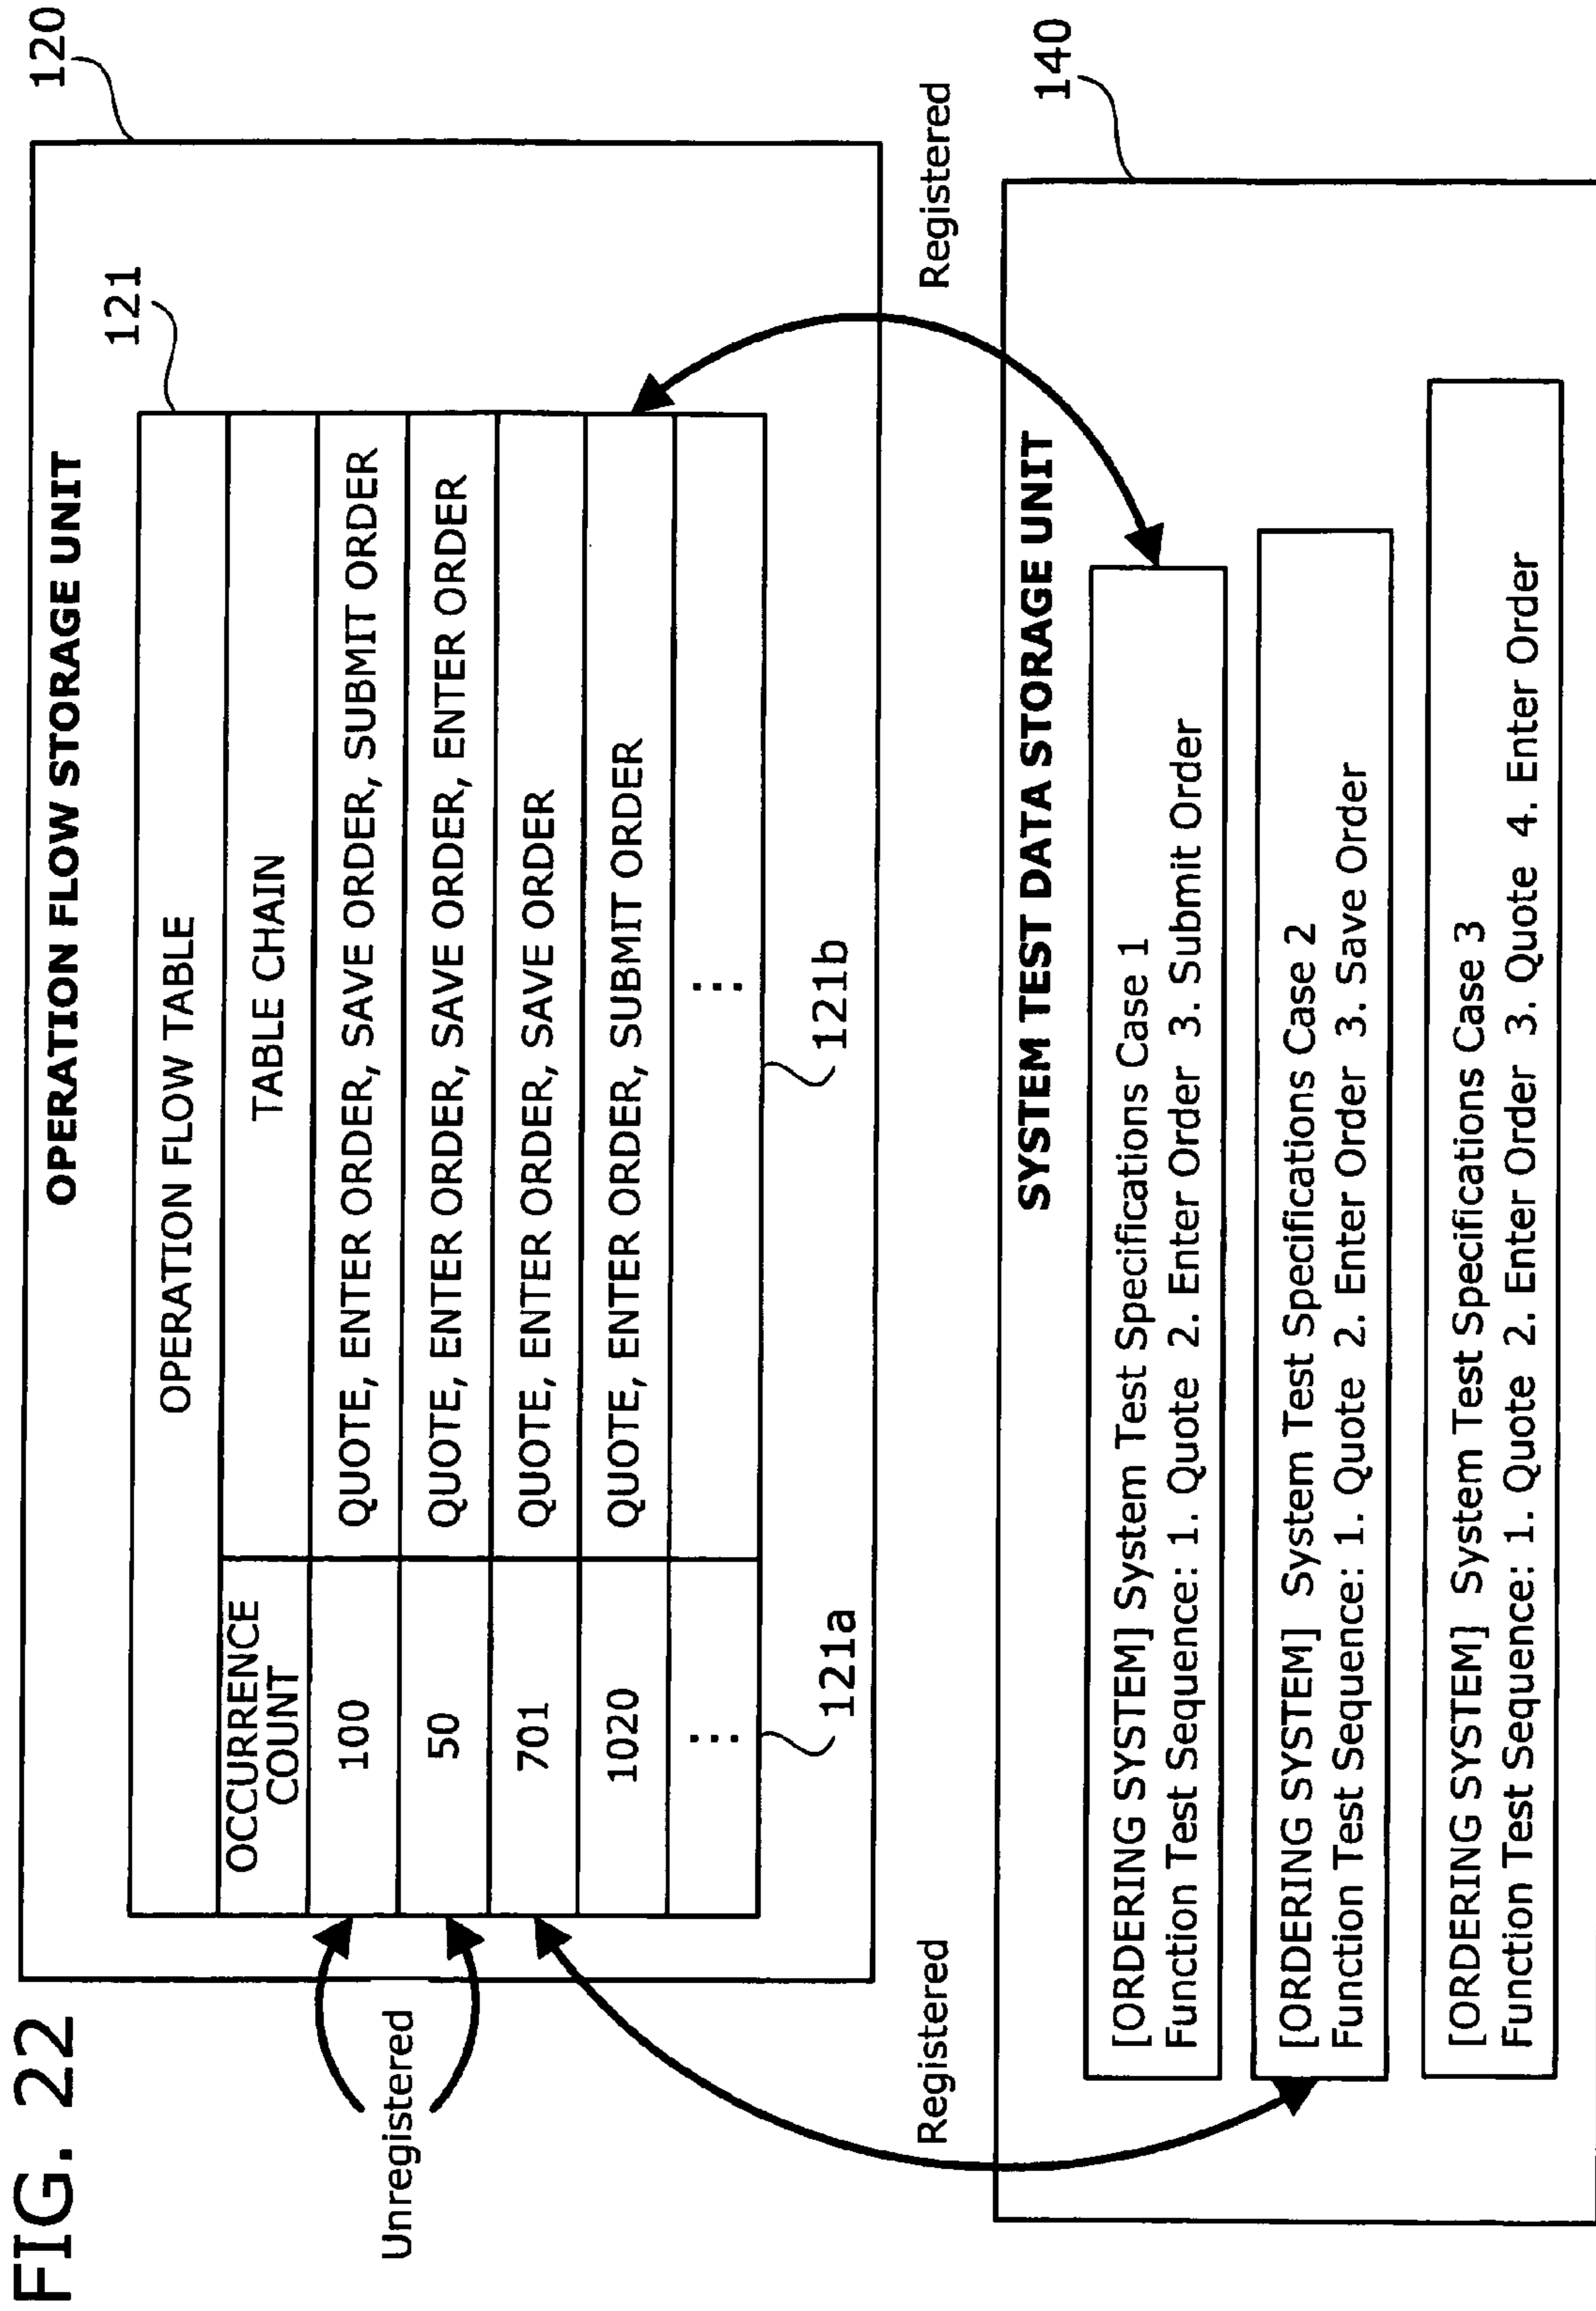 FIG. 22
120
OPERATION FLOW STORAGE UNIT
121
OPERATION FLOW TABLE
OCCURRENCE COUNT TABLE CHAIN
100 QUOTE, ENTER ORDER, SAVE ORDER, SUBMIT ORDER
50 QUOTE, ENTER ORDER, SAVE ORDER, ENTER ORDER
701 QUOTE, ENTER ORDER, SAVE ORDER
1020 QUOTE, ENTER ORDER, SUBMIT ORDER
... ...
121a 121b
Unregistered
Registered
Registered
140
SYSTEM TEST DATA STORAGE UNIT
[ORDERING SYSTEM] System Test Specifications Case 1
Function Test Sequence: 1. Quote 2. Enter Order 3. Submit Order
[ORDERING SYSTEM] System Test Specifications Case 2
Function Test Sequence: 1. Quote 2. Enter Order 3. Save Order
[ORDERING SYSTEM] System Test Specifications Case 3
Function Test Sequence: 1. Quote 2. Enter Order 3. Quote 4. Enter Order